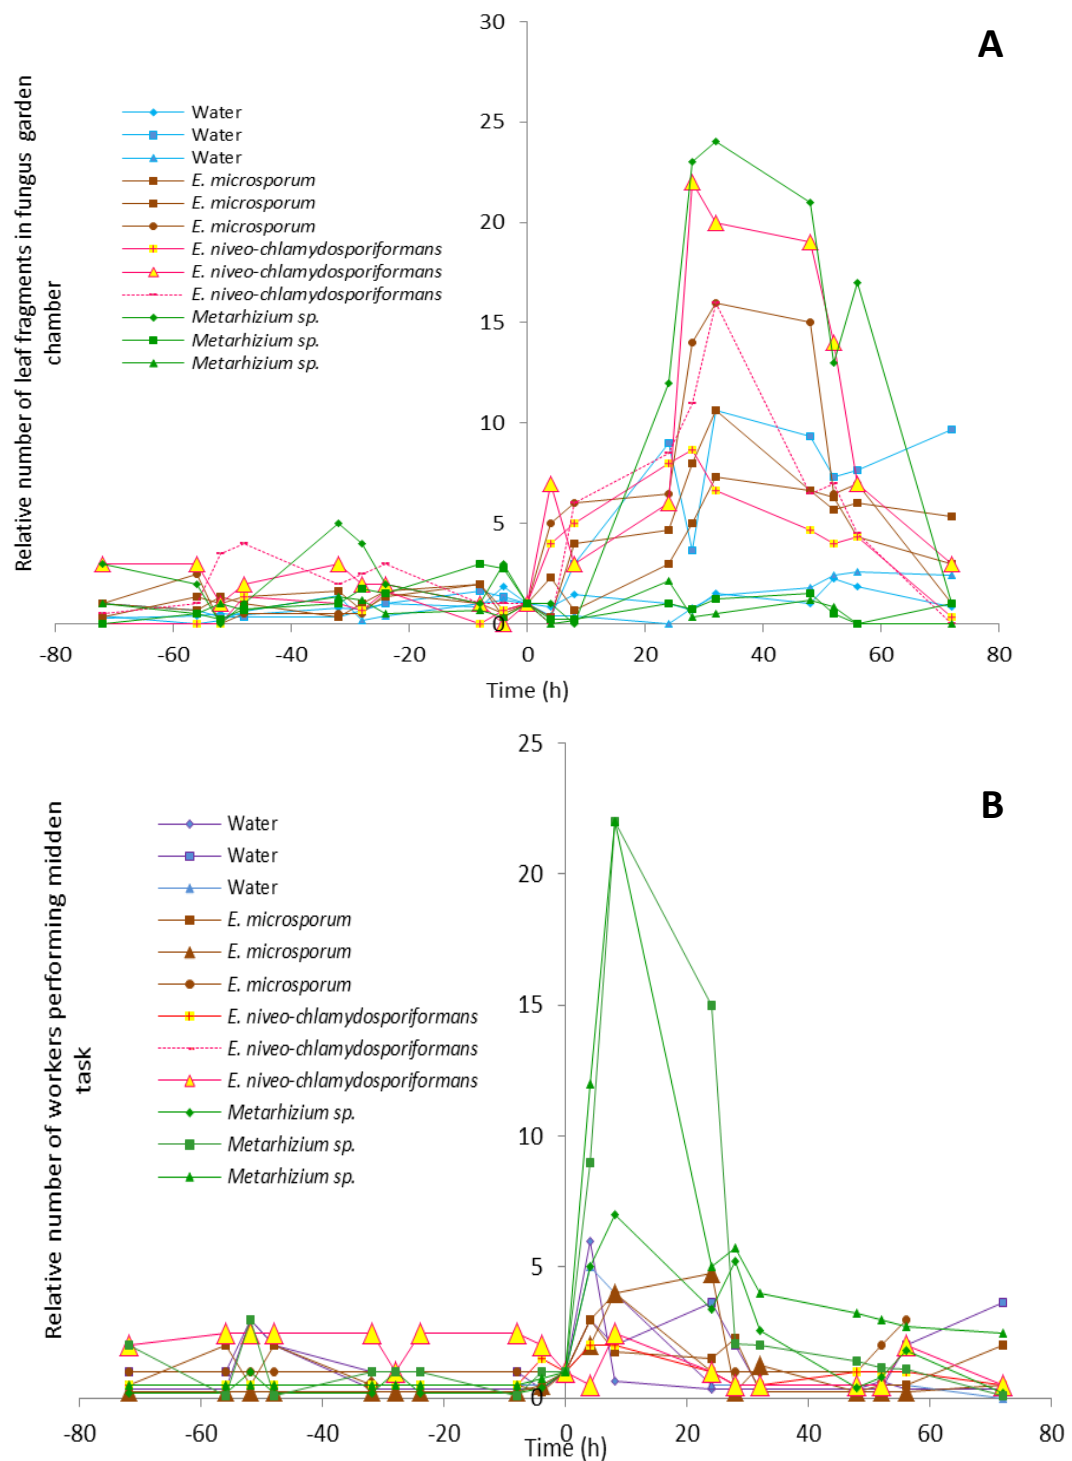 A
Relative number of leaf fragments in fungus garden
chamber
30
25
20
15
10
5
0
Water
Water
Water
E. microsporum
E. microsporum
E. microsporum
E. niveo-chlamydosporiformans
E. niveo-chlamydosporiformans
E. niveo-chlamydosporiformans
Metarhizium sp.
Metarhizium sp.
Metarhizium sp.
-80 -60 -40 -20 0 20 40 60 80
Time (h)
B
Relative number of workers performing midden
task
25
20
15
10
5
0
Water
Water
Water
E. microsporum
E. microsporum
E. microsporum
E. niveo-chlamydosporiformans
E. niveo-chlamydosporiformans
E. niveo-chlamydosporiformans
Metarhizium sp.
Metarhizium sp.
Metarhizium sp.
-80 -60 -40 -20 0 20 40 60 80
Time (h)